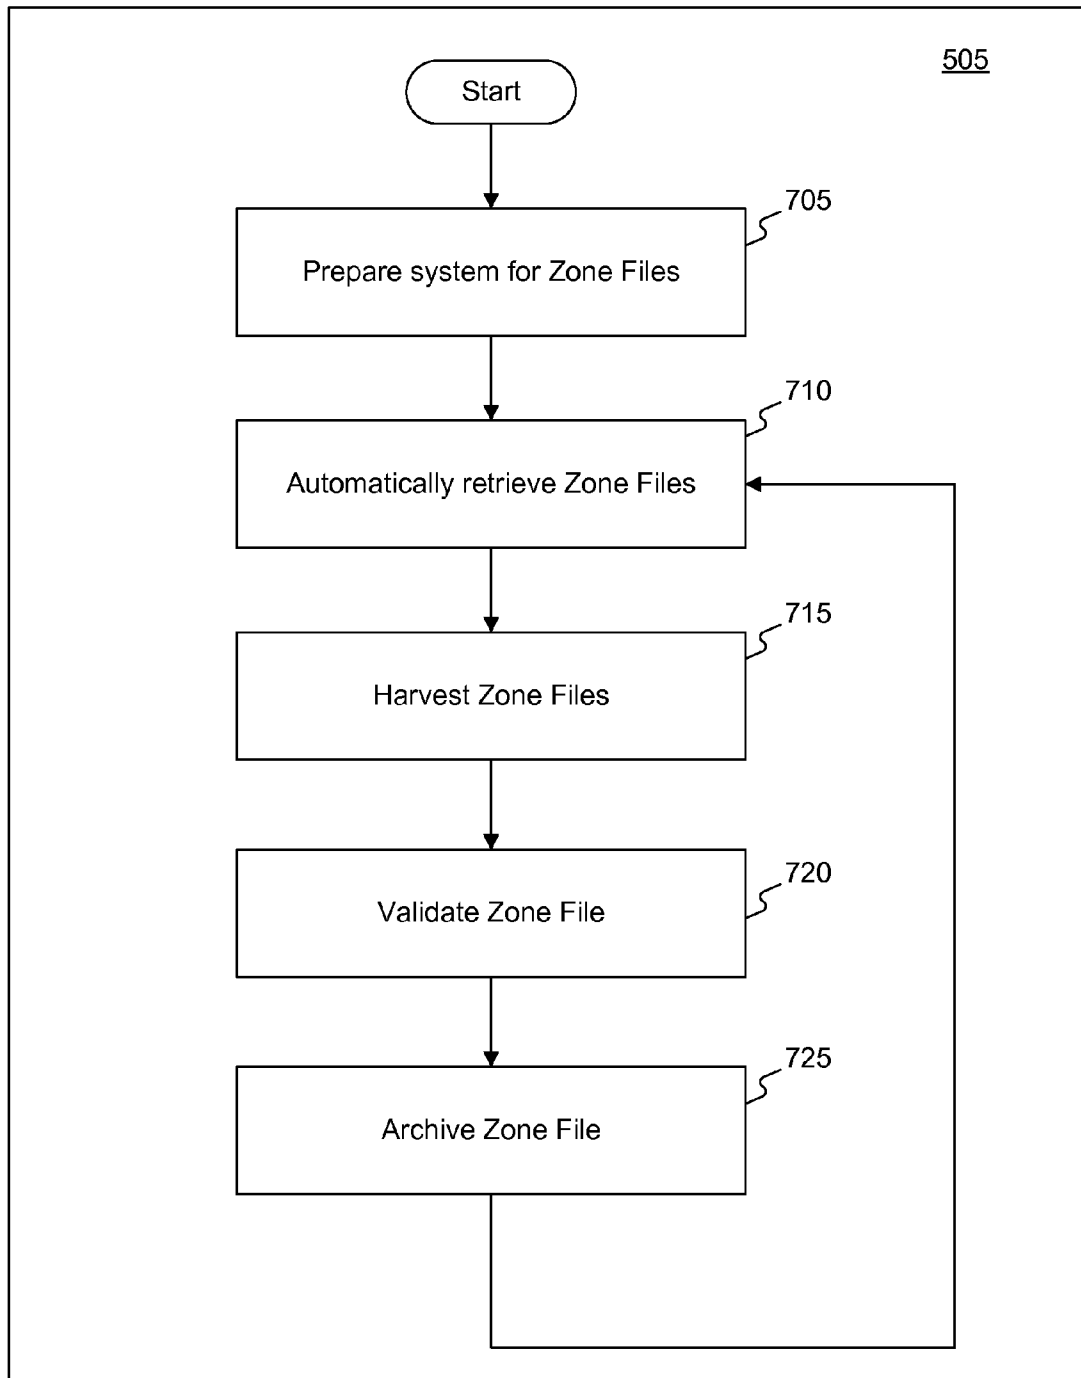 505
Start
705
Prepare system for Zone Files
710
Automatically retrieve Zone Files
715
Harvest Zone Files
720
Validate Zone File
725
Archive Zone File